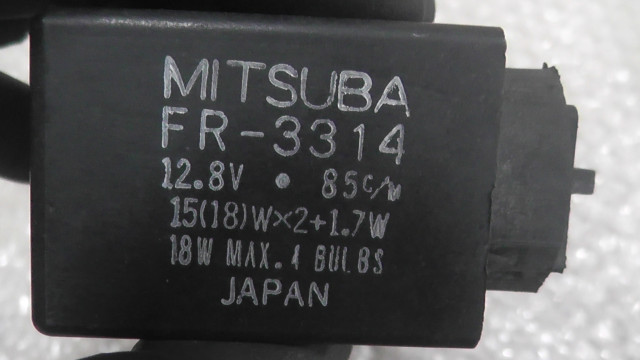 MITSUBA
FR-3314
12.8V • 85c/m
15(18)W×2+1.7W
18W MAX. 4 BULBS
JAPAN